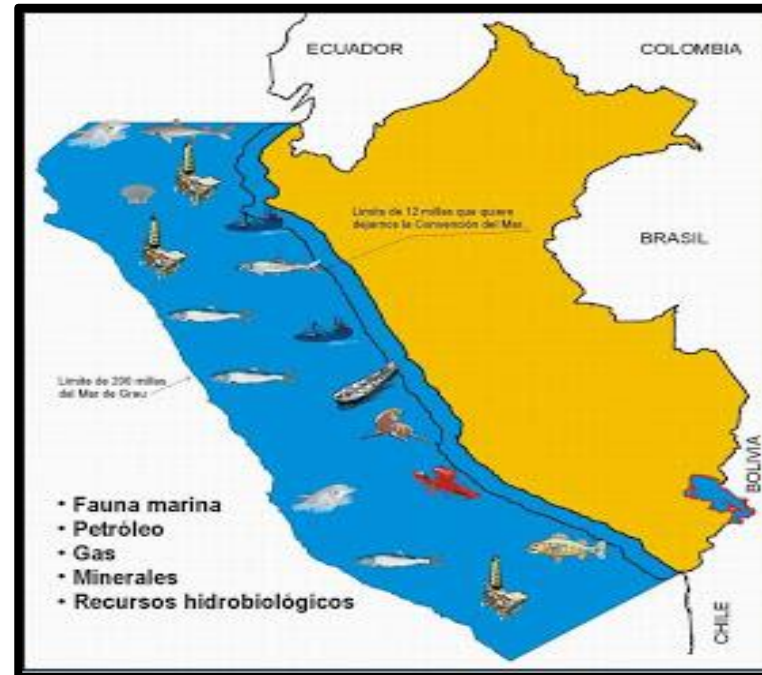 ECUADOR
COLOMBIA
Límite de 12 millas que quiere
dejarnos la Convención del Mar
BRASIL
Límite de 200 millas
del Mar de Grau
BOLIVIA
• Fauna marina
• Petróleo
• Gas
• Minerales
• Recursos hidrobiológicos
CHILE